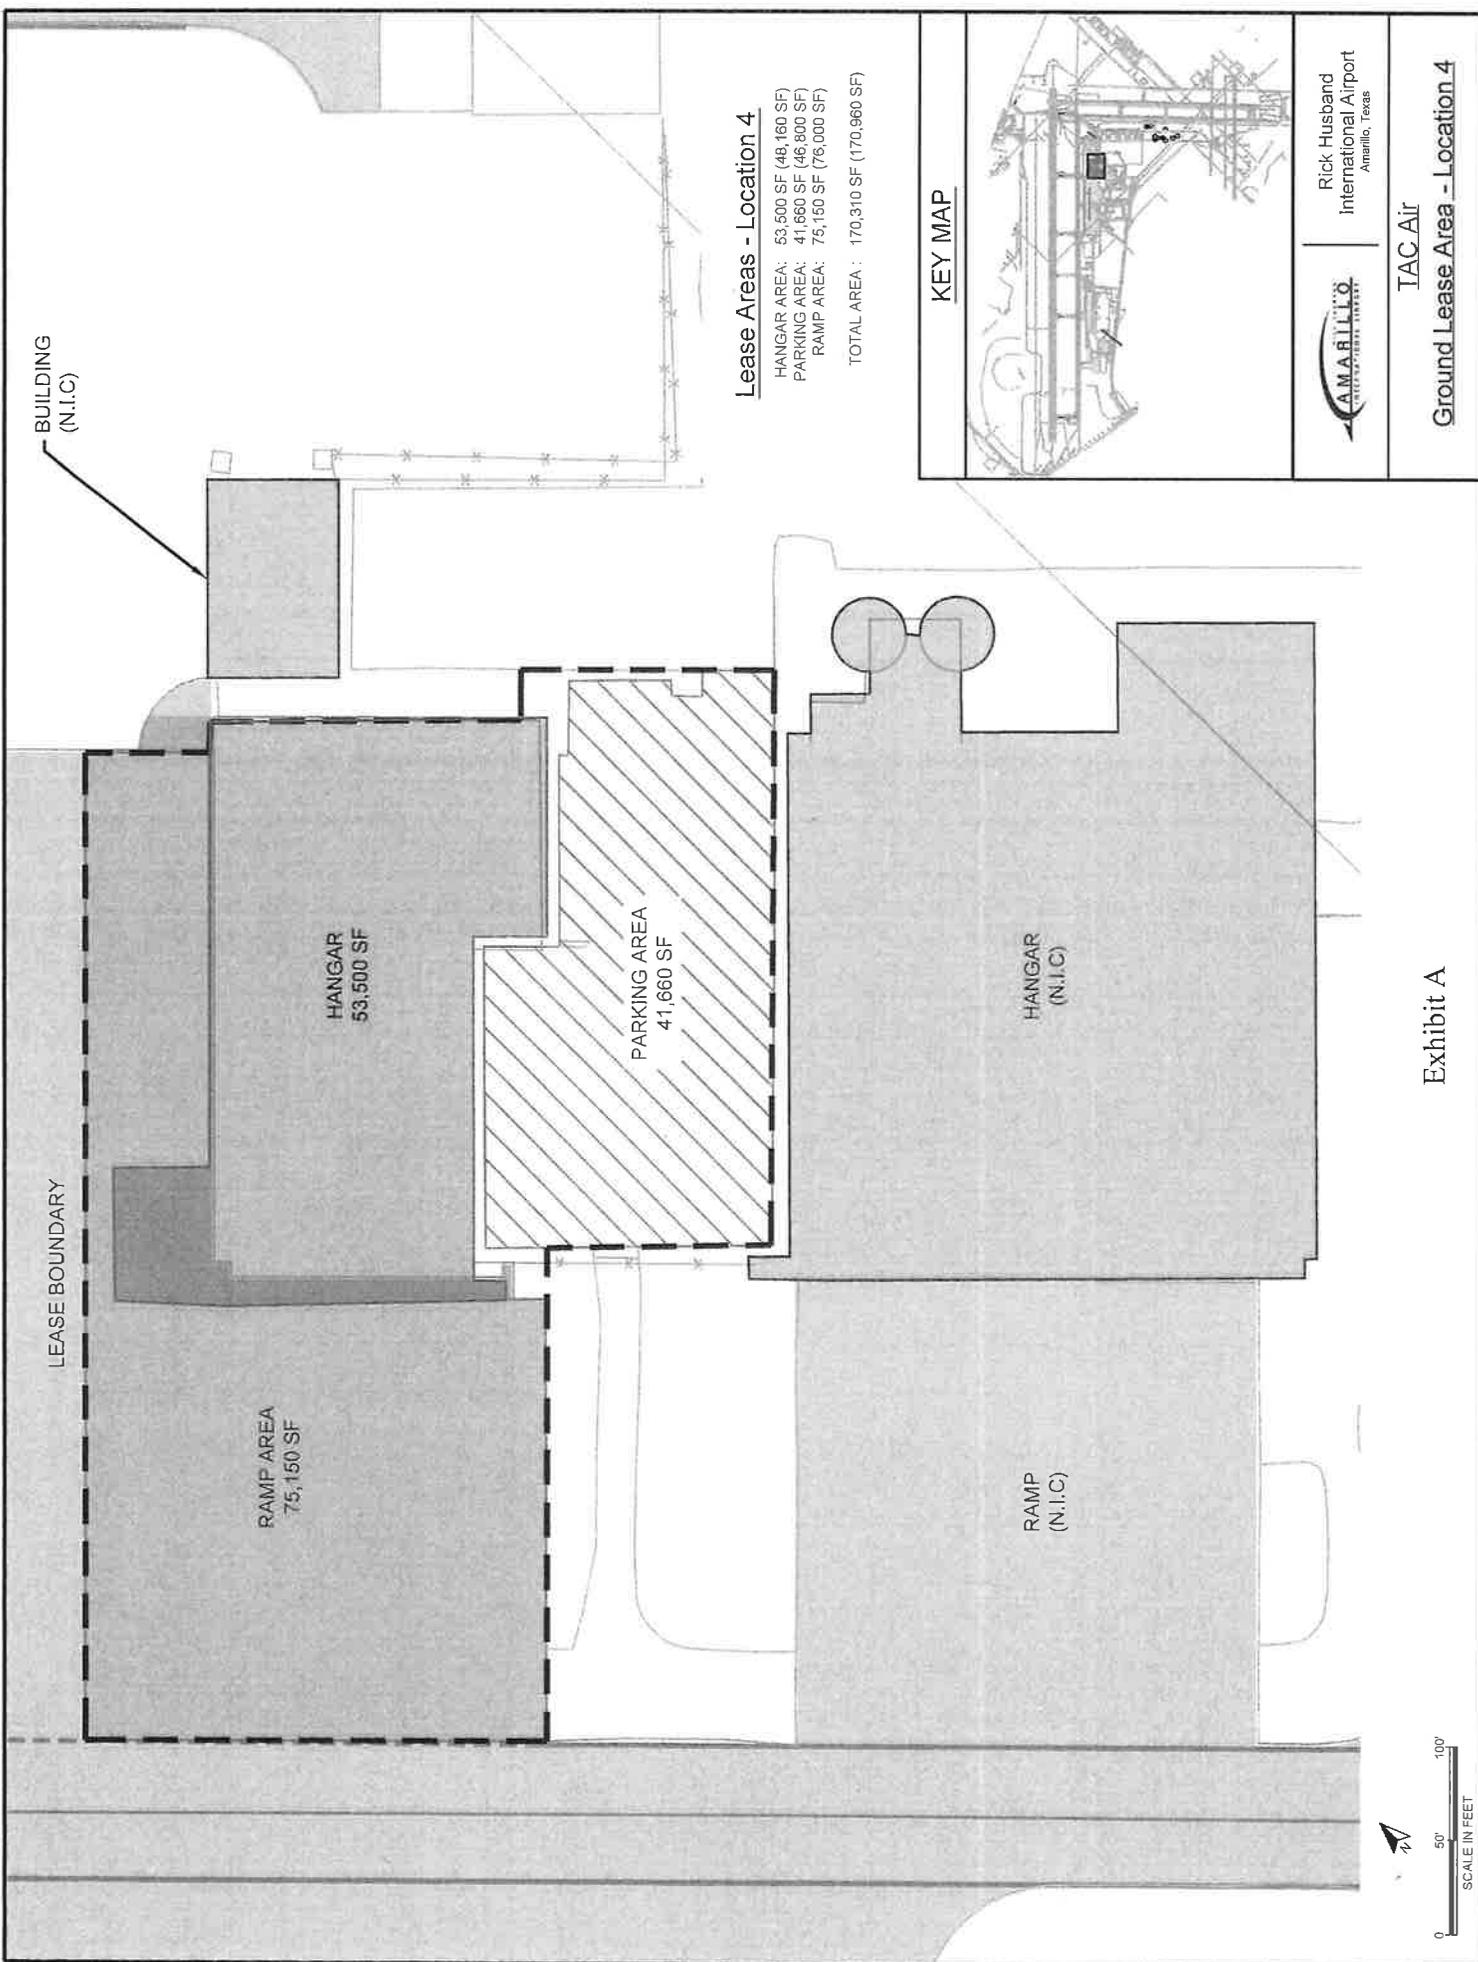 BUILDING
(N.I.C)
LEASE BOUNDARY
RAMP AREA
75,150 SF
HANGAR
53,500 SF
PARKING AREA
41,660 SF
RAMP
(N.I.C)
HANGAR
(N.I.C)
Lease Areas - Location 4
HANGAR AREA: 53,500 SF (48,160 SF)
PARKING AREA: 41,660 SF (46,800 SF)
RAMP AREA: 75,150 SF (76,000 SF)
TOTAL AREA : 170,310 SF (170,960 SF)
KEY MAP
AMARILLO
INTERNATIONAL AIRPORT
Rick Husband
International Airport
Amarillo, Texas
TAC Air
Ground Lease Area - Location 4
0 50' 100'
SCALE IN FEET
Exhibit A